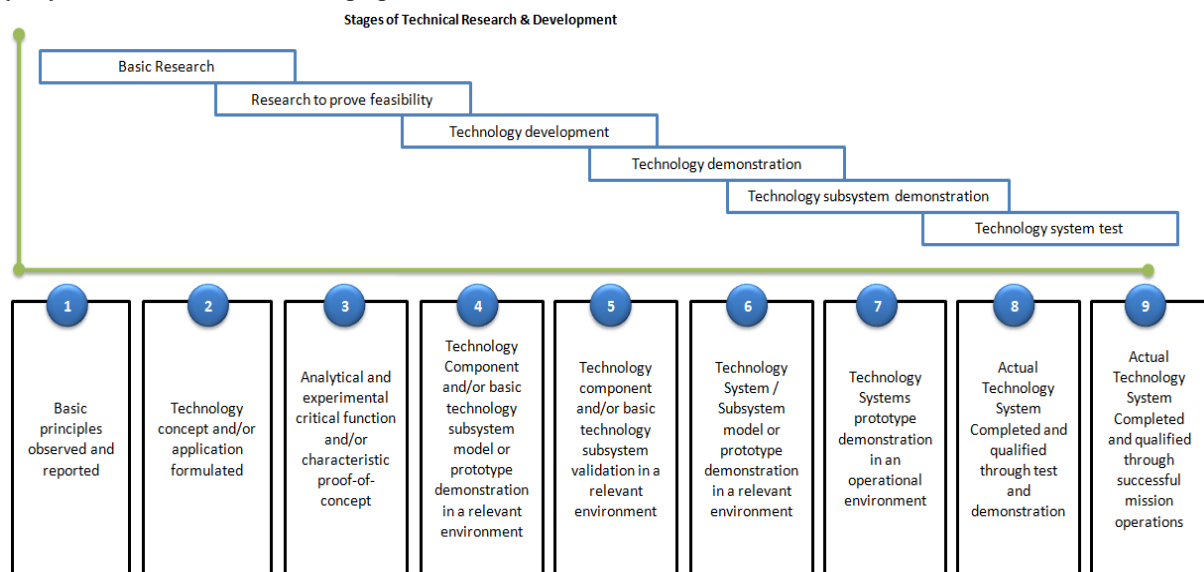 Stages of Technical Research & Development
Basic Research
Research to prove feasibility
Technology development
Technology demonstration
Technology subsystem demonstration
Technology system test
1
Basic
principles
observed and
reported
2
Technology
concept and/or
application
formulated
3
Analytical and
experimental
critical function
and/or
characteristic
proof-of-
concept
4
Technology
Component
and/or basic
technology
subsystem
model or
prototype
demonstration
in a relevant
environment
5
Technology
component
and/or basic
technology
subsystem
validation in a
relevant
environment
6
Technology
System /
Subsystem
model or
prototype
demonstration
in a relevant
environment
7
Technology
Systems
prototype
demonstration
in an
operational
environment
8
Actual
Technology
System
Completed and
qualified
through test
and
demonstration
9
Actual
Technology
System
Completed
and qualified
through
successful
mission
operations